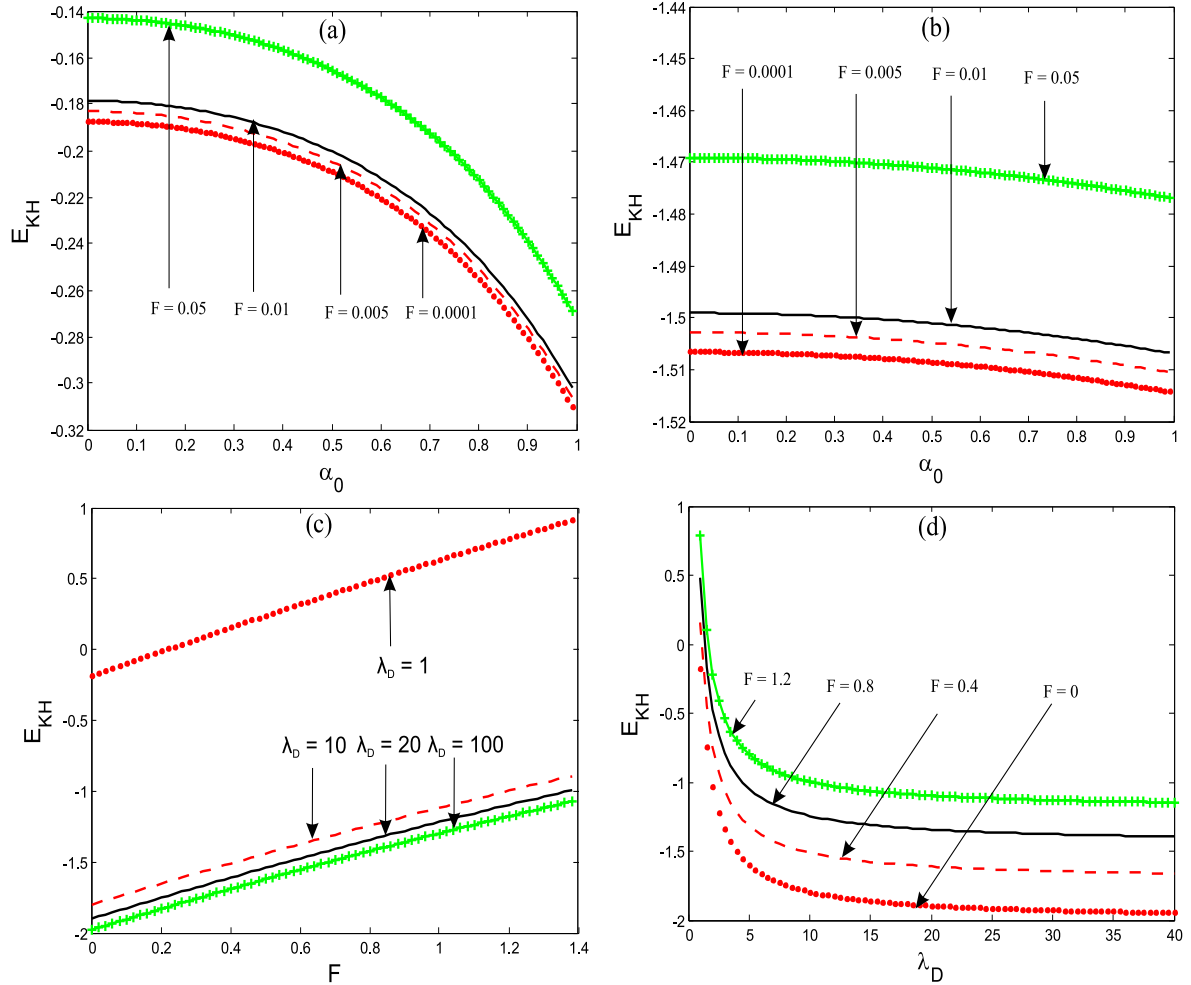 (a)
-0.14
-0.16
-0.18
-0.2
-0.22
-0.24
-0.26
-0.28
-0.3
-0.32
E_KH
F = 0.05
F = 0.01
F = 0.005
F = 0.0001
0 0.1 0.2 0.3 0.4 0.5 0.6 0.7 0.8 0.9 1
α_0
(b)
-1.44
-1.45
-1.46
-1.47
-1.48
-1.49
-1.5
-1.51
-1.52
E_KH
F = 0.0001
F = 0.005
F = 0.01
F = 0.05
0 0.1 0.2 0.3 0.4 0.5 0.6 0.7 0.8 0.9 1
α_0
(c)
1
0.5
0
-0.5
-1
-1.5
-2
E_KH
λ_D = 1
λ_D = 10 λ_D = 20 λ_D = 100
0 0.2 0.4 0.6 0.8 1.0 1.2 1.4
F
(d)
1
0.5
0
-0.5
-1
-1.5
-2
E_KH
F = 1.2
F = 0.8
F = 0.4
F = 0
0 5 10 15 20 25 30 35 40
λ_D